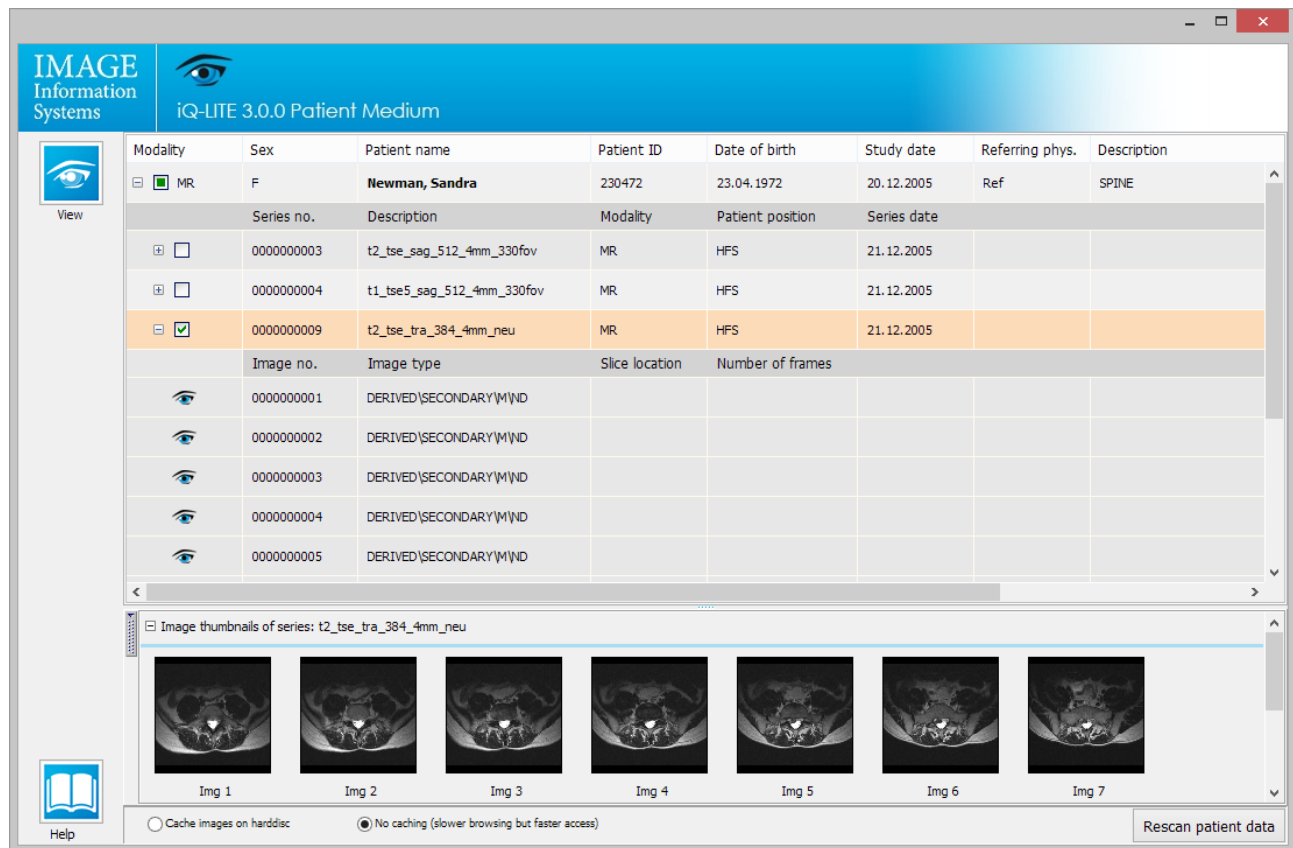 IMAGE
Information
Systems
iQ-LITE 3.0.0 Patient Medium
View
Modality Sex Patient name Patient ID Date of birth Study date Referring phys. Description
MR F Newman, Sandra 230472 23.04.1972 20.12.2005 Ref SPINE
Series no. Description Modality Patient position Series date
0000000003 t2_tse_sag_512_4mm_330fov MR HFS 21.12.2005
0000000004 t1_tse5_sag_512_4mm_330fov MR HFS 21.12.2005
0000000009 t2_tse_tra_384_4mm_neu MR HFS 21.12.2005
Image no. Image type Slice location Number of frames
0000000001 DERIVED\SECONDARY\M\ND
0000000002 DERIVED\SECONDARY\M\ND
0000000003 DERIVED\SECONDARY\M\ND
0000000004 DERIVED\SECONDARY\M\ND
0000000005 DERIVED\SECONDARY\M\ND
Image thumbnails of series: t2_tse_tra_384_4mm_neu
Img 1 Img 2 Img 3 Img 4 Img 5 Img 6 Img 7
Help
Cache images on harddisc No caching (slower browsing but faster access) Rescan patient data